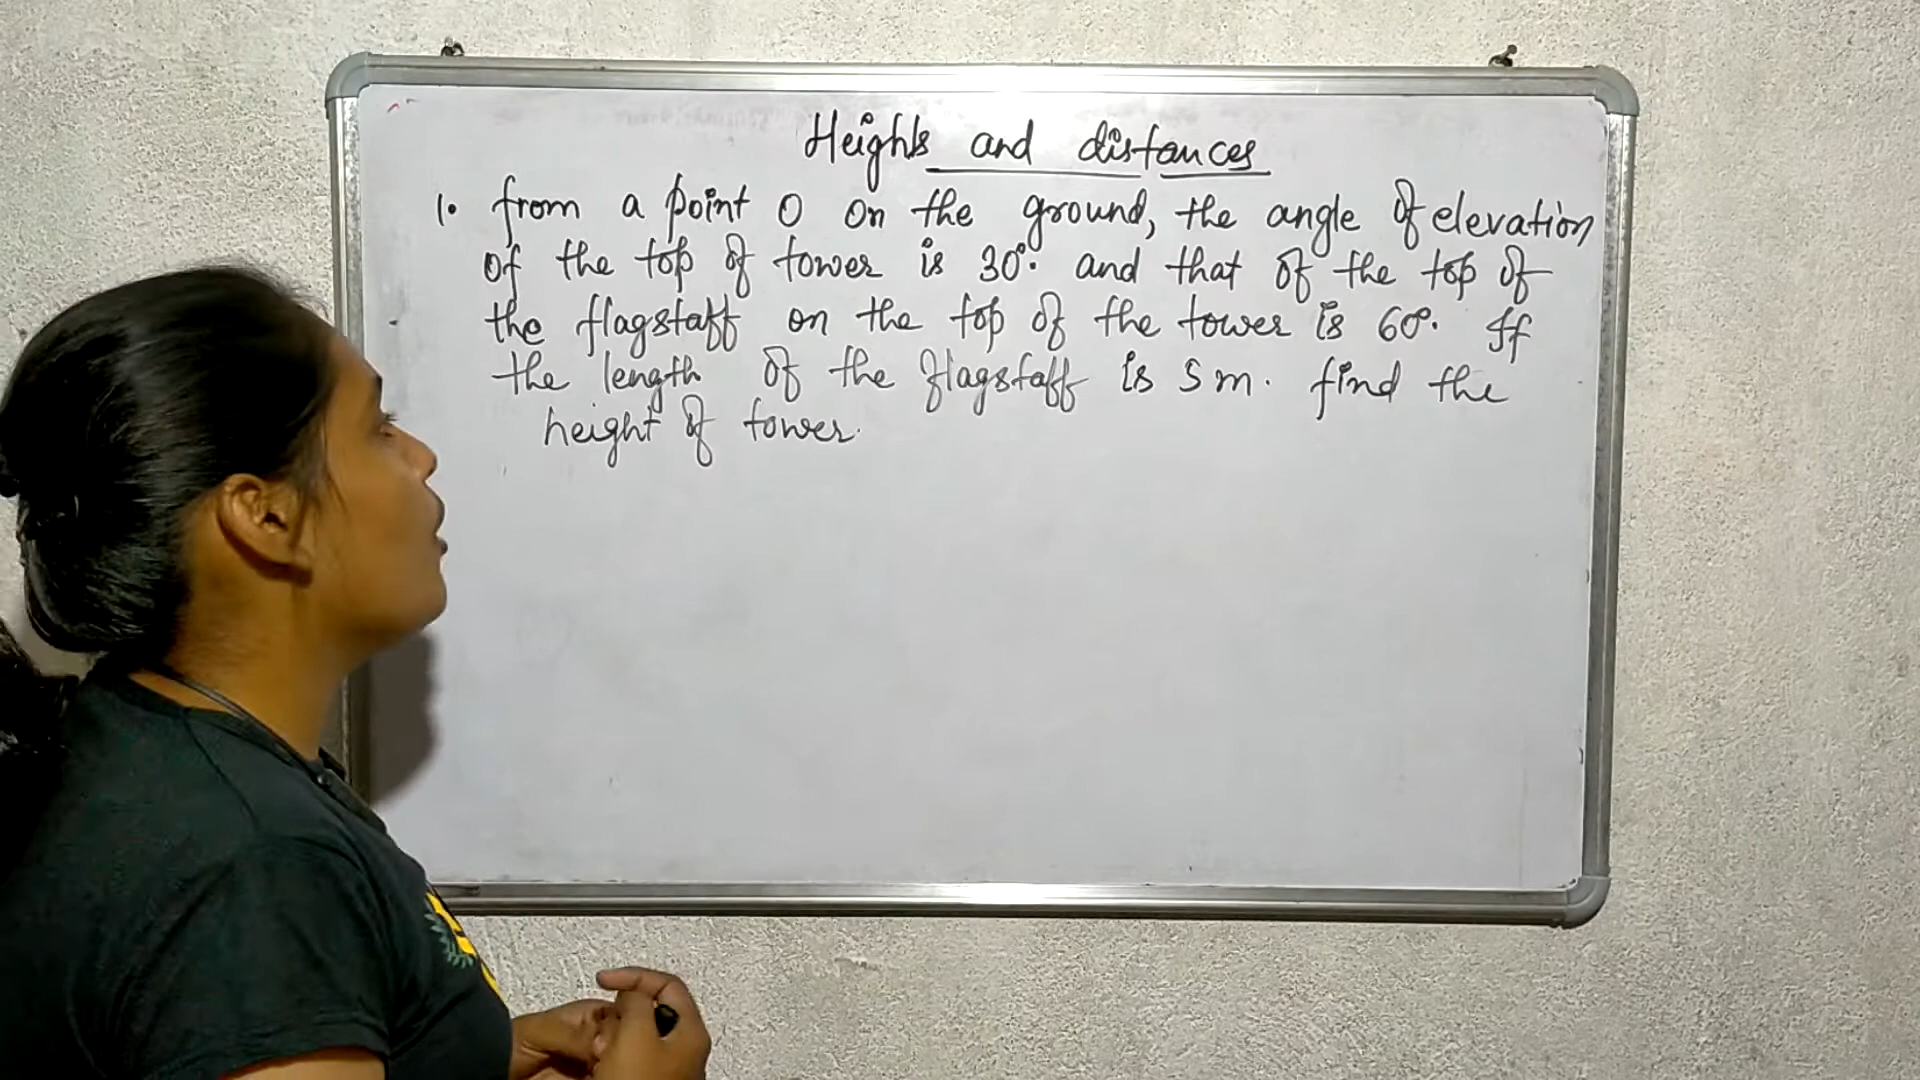 Heights and distances
1. from a point O on the ground, the angle of elevation
of the top of tower is 30°. and that of the top of
the flagstaff on the top of the tower is 60°. If
the length of the flagstaff is 5 m. find the
height of tower.